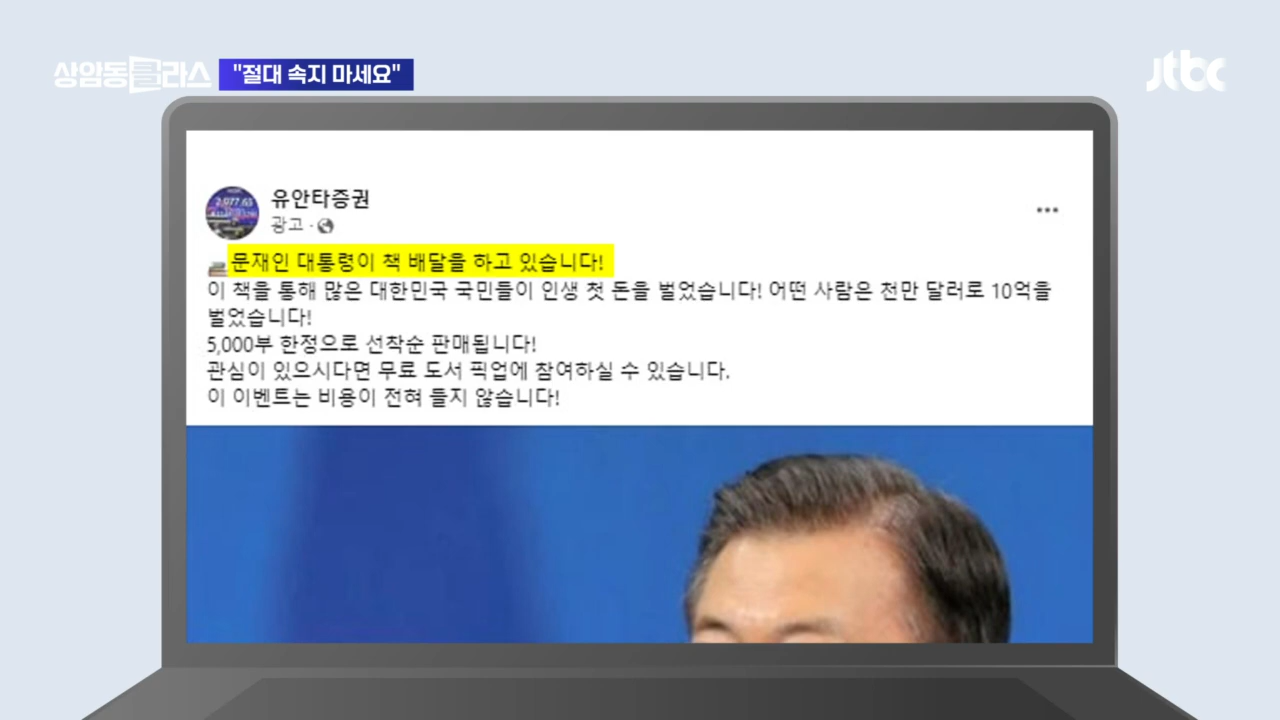 상암동클라스 "절대 속지 마세요"
jtbc
2,077.65
유안타증권
광고 ·
문재인 대통령이 책 배달을 하고 있습니다!
이 책을 통해 많은 대한민국 국민들이 인생 첫 돈을 벌었습니다! 어떤 사람은 천만 달러로 10억을
벌었습니다!
5,000부 한정으로 선착순 판매됩니다!
관심이 있으시다면 무료 도서 픽업에 참여하실 수 있습니다.
이 이벤트는 비용이 전혀 들지 않습니다!